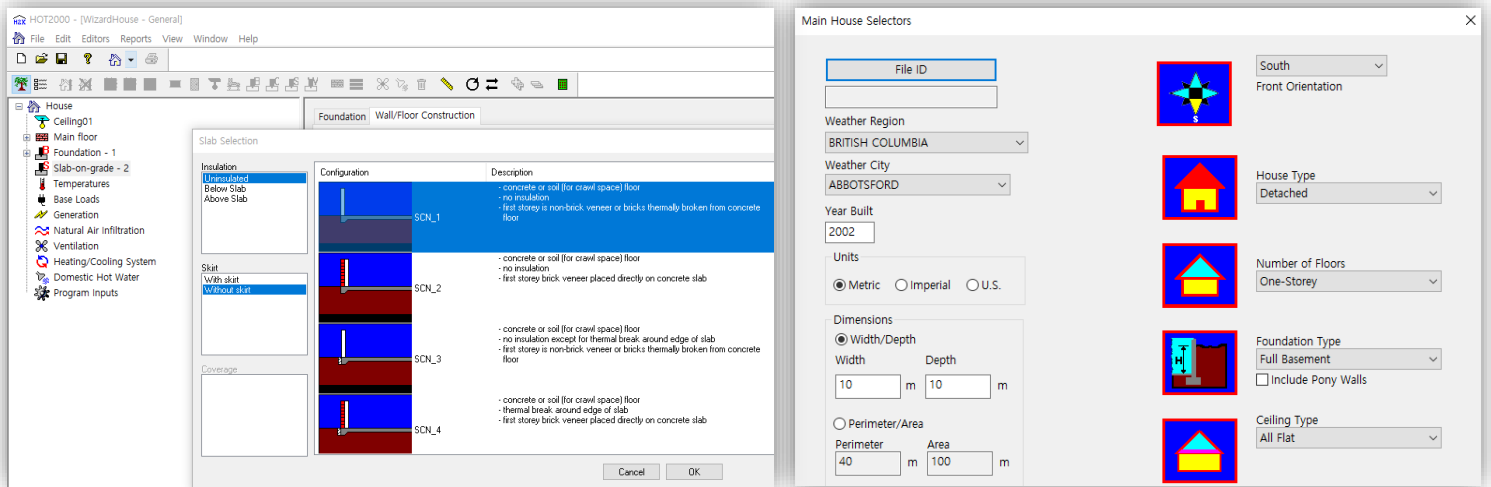 HOT2000 - [WizardHouse - General]
File Edit Editors Reports View Window Help
House
Ceiling01
Main floor
Foundation - 1
Slab-on-grade - 2
Temperatures
Base Loads
Generation
Natural Air Infiltration
Ventilation
Heating/Cooling System
Domestic Hot Water
Program Inputs
Foundation Wall/Floor Construction
Slab Selection
Insulation
Uninsulated
Below Slab
Above Slab
Skirt
With skirt
Without skirt
Coverage
Configuration Description
SCN_1
- concrete or soil (for crawl space) floor
- no insulation
- first storey is non-brick veneer or bricks thermally broken from concrete
floor
SCN_2
- concrete or soil (for crawl space) floor
- no insulation
- first storey brick veneer placed directly on concrete slab
SCN_3
- concrete or soil (for crawl space) floor
- no insulation except for thermal break around edge of slab
- first storey is non-brick veneer or bricks thermally broken from concrete
floor
SCN_4
- concrete or soil (for crawl space) floor
- thermal break around edge of slab
- first storey brick veneer placed directly on concrete slab
Cancel OK
Main House Selectors
File ID
Weather Region
BRITISH COLUMBIA
Weather City
ABBOTSFORD
Year Built
2002
Units
Metric Imperial U.S.
Dimensions
Width/Depth
Width Depth
10 m 10 m
Perimeter/Area
Perimeter Area
40 m 100 m
S
South
Front Orientation
House Type
Detached
Number of Floors
One-Storey
H
Foundation Type
Full Basement
Include Pony Walls
Ceiling Type
All Flat